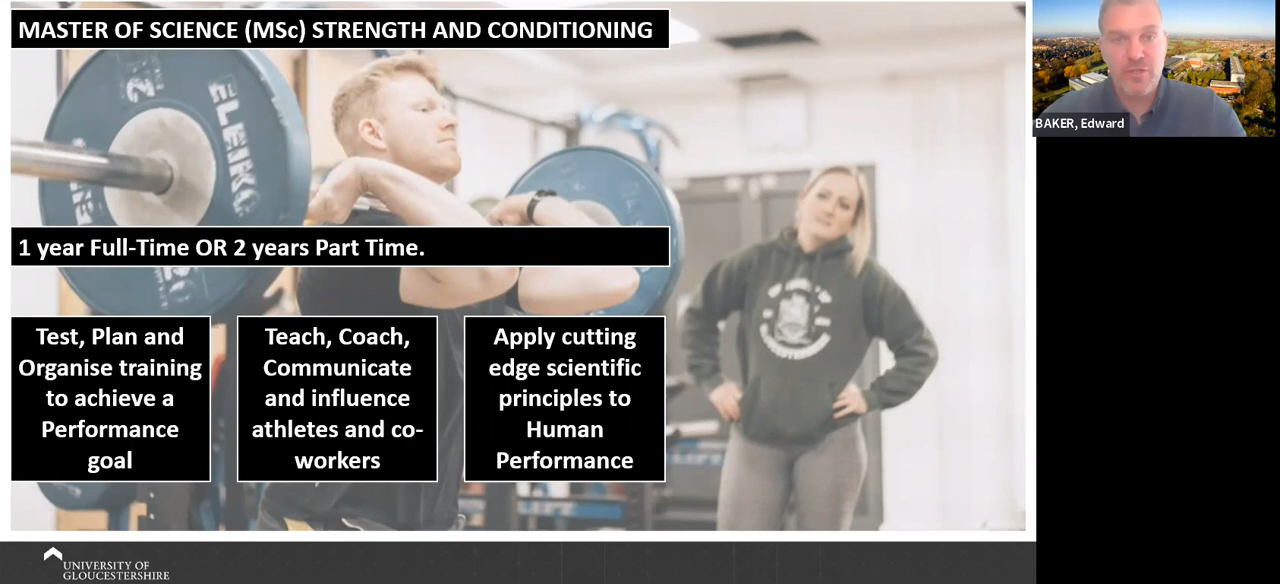 MASTER OF SCIENCE (MSc) STRENGTH AND CONDITIONING
BAKER, Edward
ELEIKO
1 year Full-Time OR 2 years Part Time.
Test, Plan and
Organise training
to achieve a
Performance
goal
Teach, Coach,
Communicate
and influence
athletes and co-
workers
Apply cutting
edge scientific
principles to
Human
Performance
UNIVERSITY OF
GLOUCESTERSHIRE